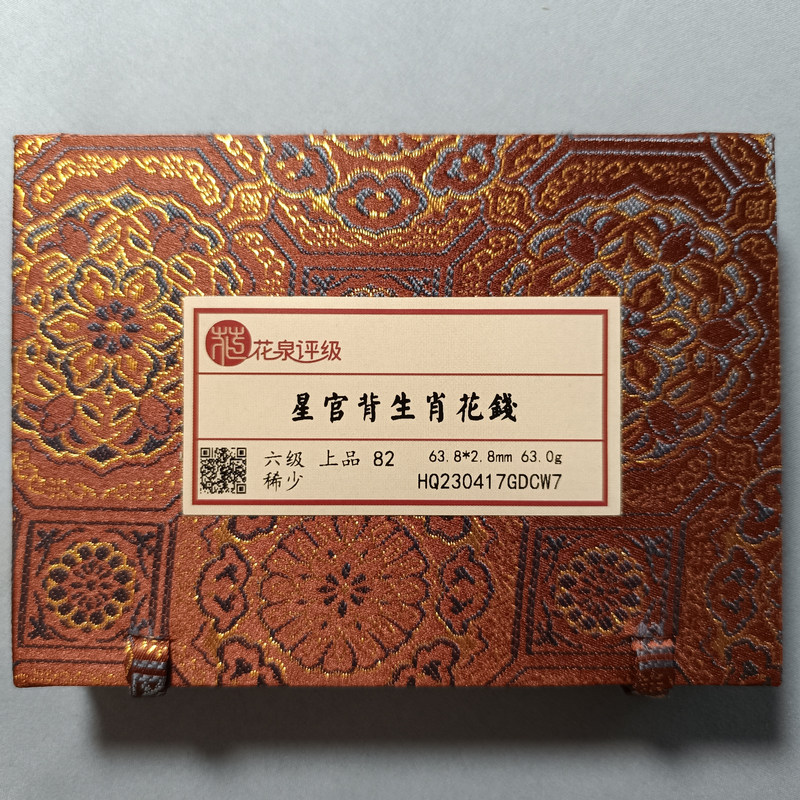 花泉评级
星官背生肖花錢
六级 上品 82 63.8*2.8mm 63.0g
稀少 HQ230417GDCW7